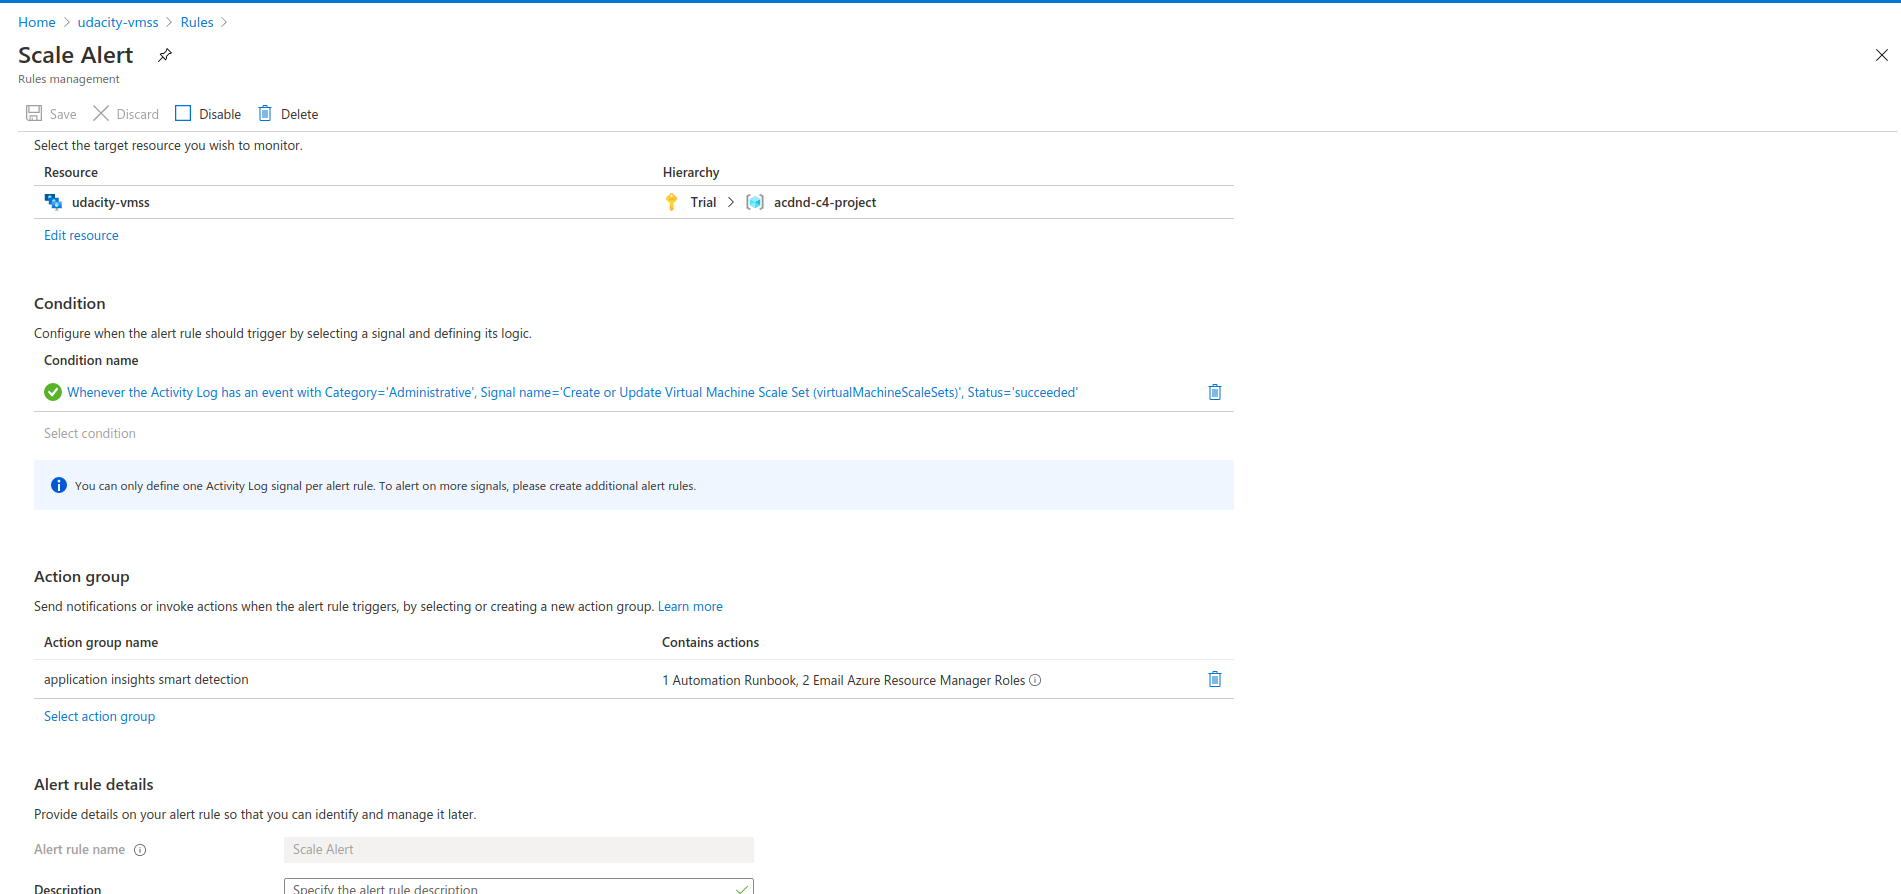 Home > udacity-vmss > Rules >
Scale Alert
Rules management
Save Discard Disable Delete
Select the target resource you wish to monitor.
Resource Hierarchy
udacity-vmss Trial > acdnd-c4-project
Edit resource
Condition
Configure when the alert rule should trigger by selecting a signal and defining its logic.
Condition name
Whenever the Activity Log has an event with Category='Administrative', Signal name='Create or Update Virtual Machine Scale Set (virtualMachineScaleSets)', Status='succeeded'
Select condition
You can only define one Activity Log signal per alert rule. To alert on more signals, please create additional alert rules.
Action group
Send notifications or invoke actions when the alert rule triggers, by selecting or creating a new action group. Learn more
Action group name Contains actions
application insights smart detection 1 Automation Runbook, 2 Email Azure Resource Manager Roles
Select action group
Alert rule details
Provide details on your alert rule so that you can identify and manage it later.
Alert rule name Scale Alert
Description Specify the alert rule description